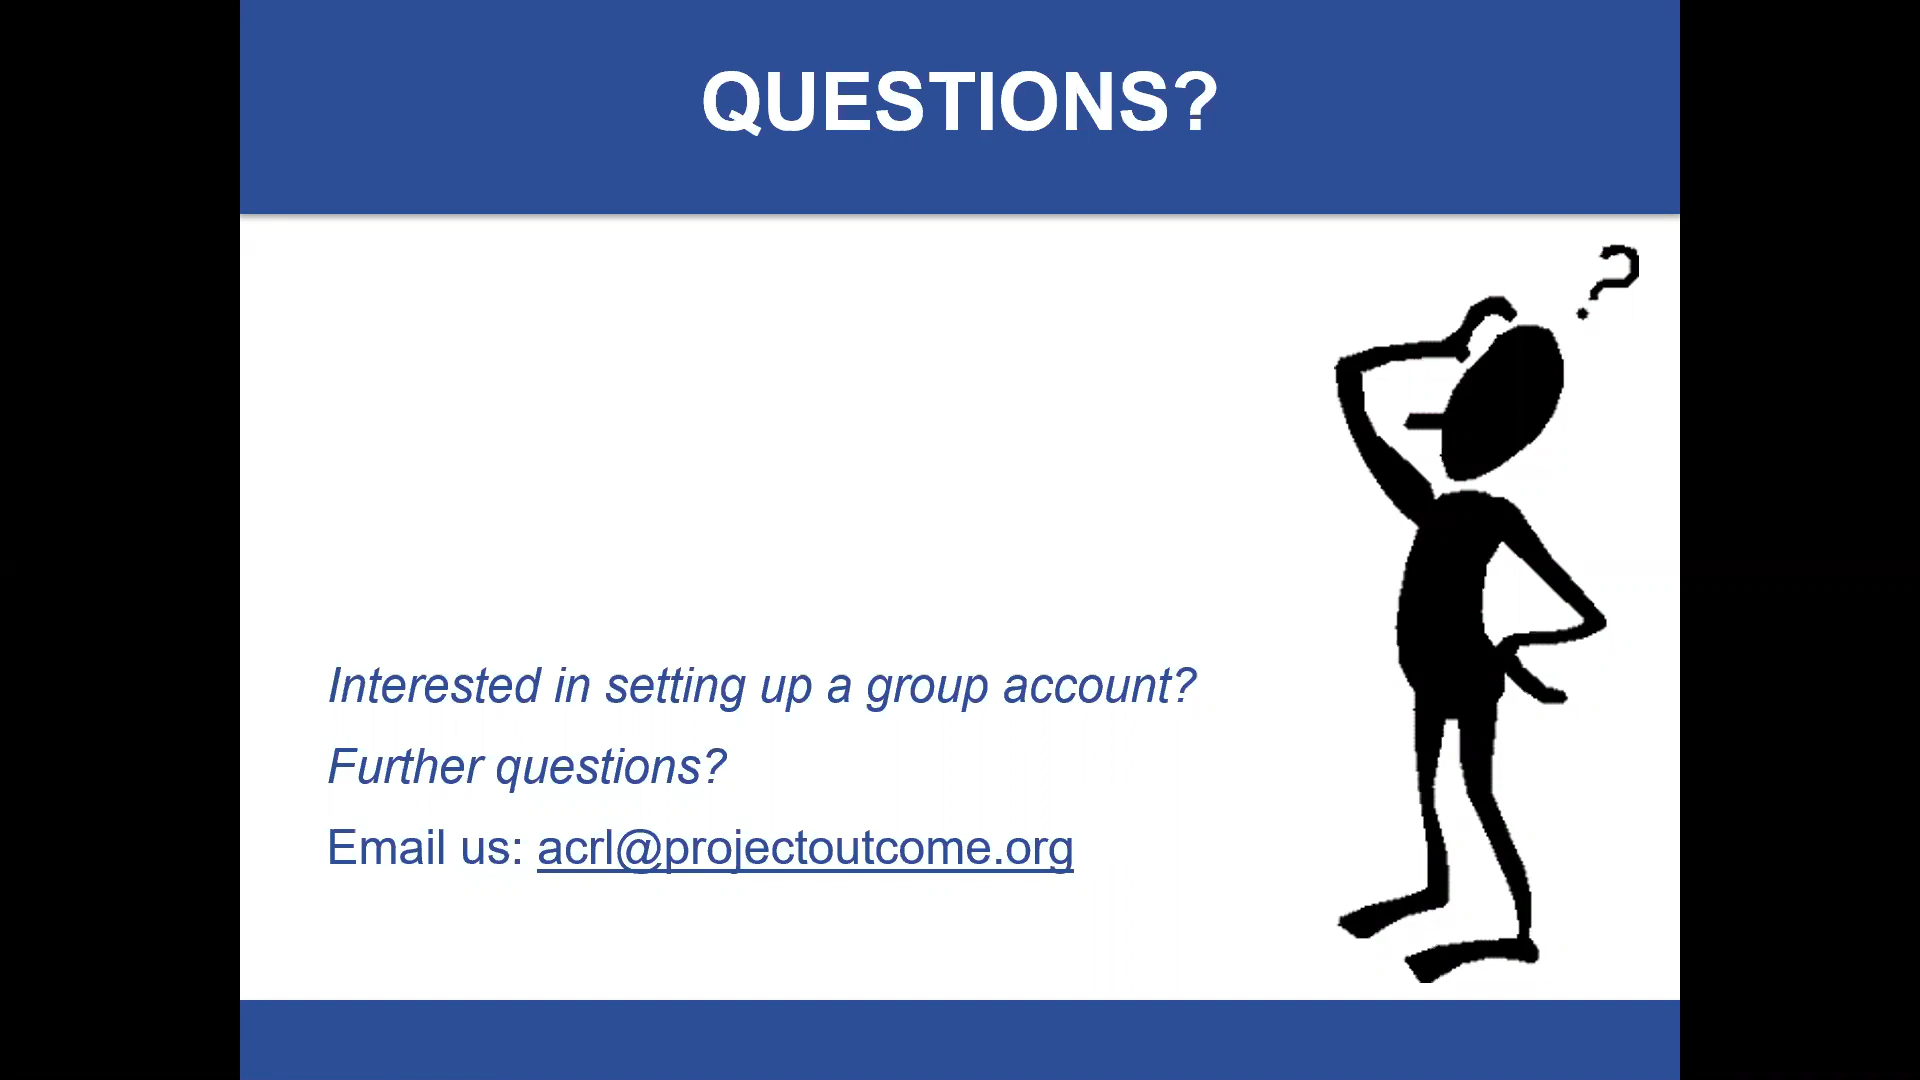 QUESTIONS?
?
Interested in setting up a group account?
Further questions?
Email us: acrl@projectoutcome.org